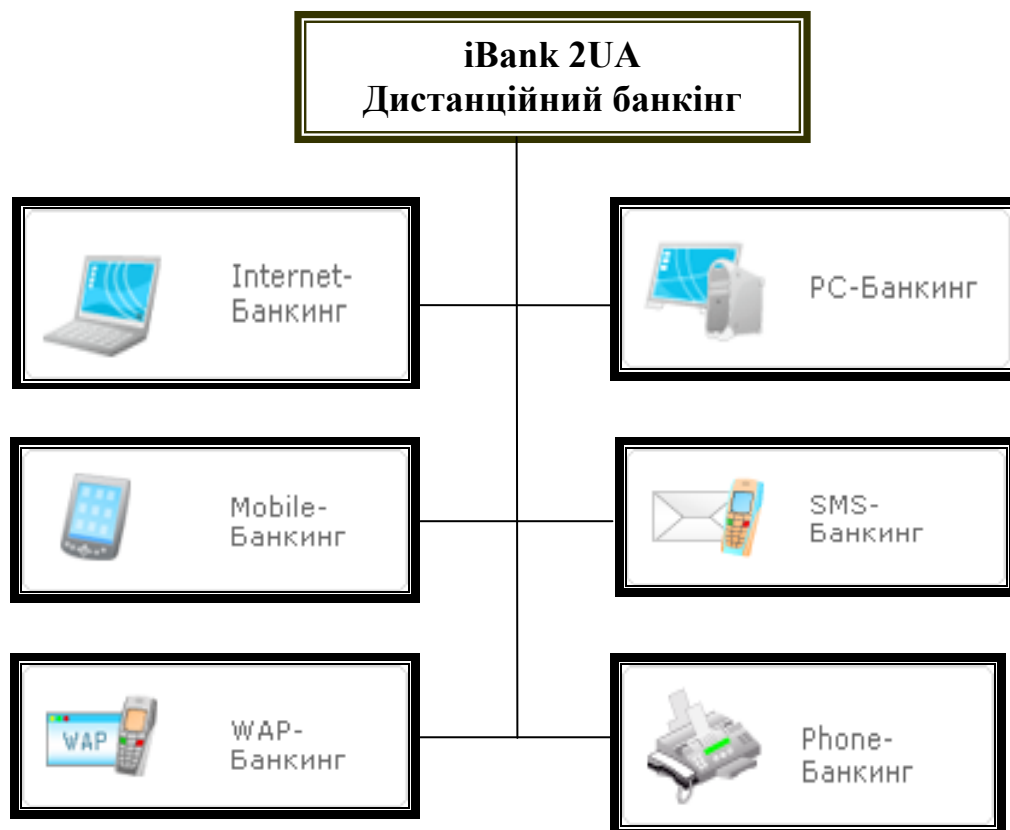 iBank 2UA
Дистанційний банкінг
Internet-
Банкинг
PC-Банкинг
Mobile-
Банкинг
SMS-
Банкинг
WAP
WAP-
Банкинг
Phone-
Банкинг